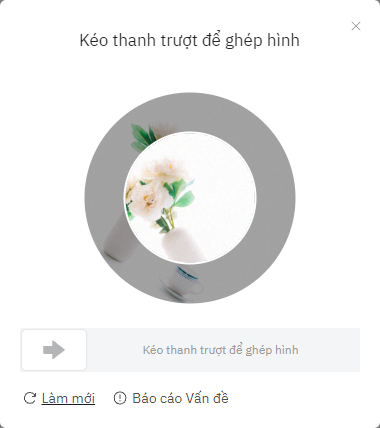 Kéo thanh trượt để ghép hình
Kéo thanh trượt để ghép hình
Làm mới
Báo cáo Vấn đề